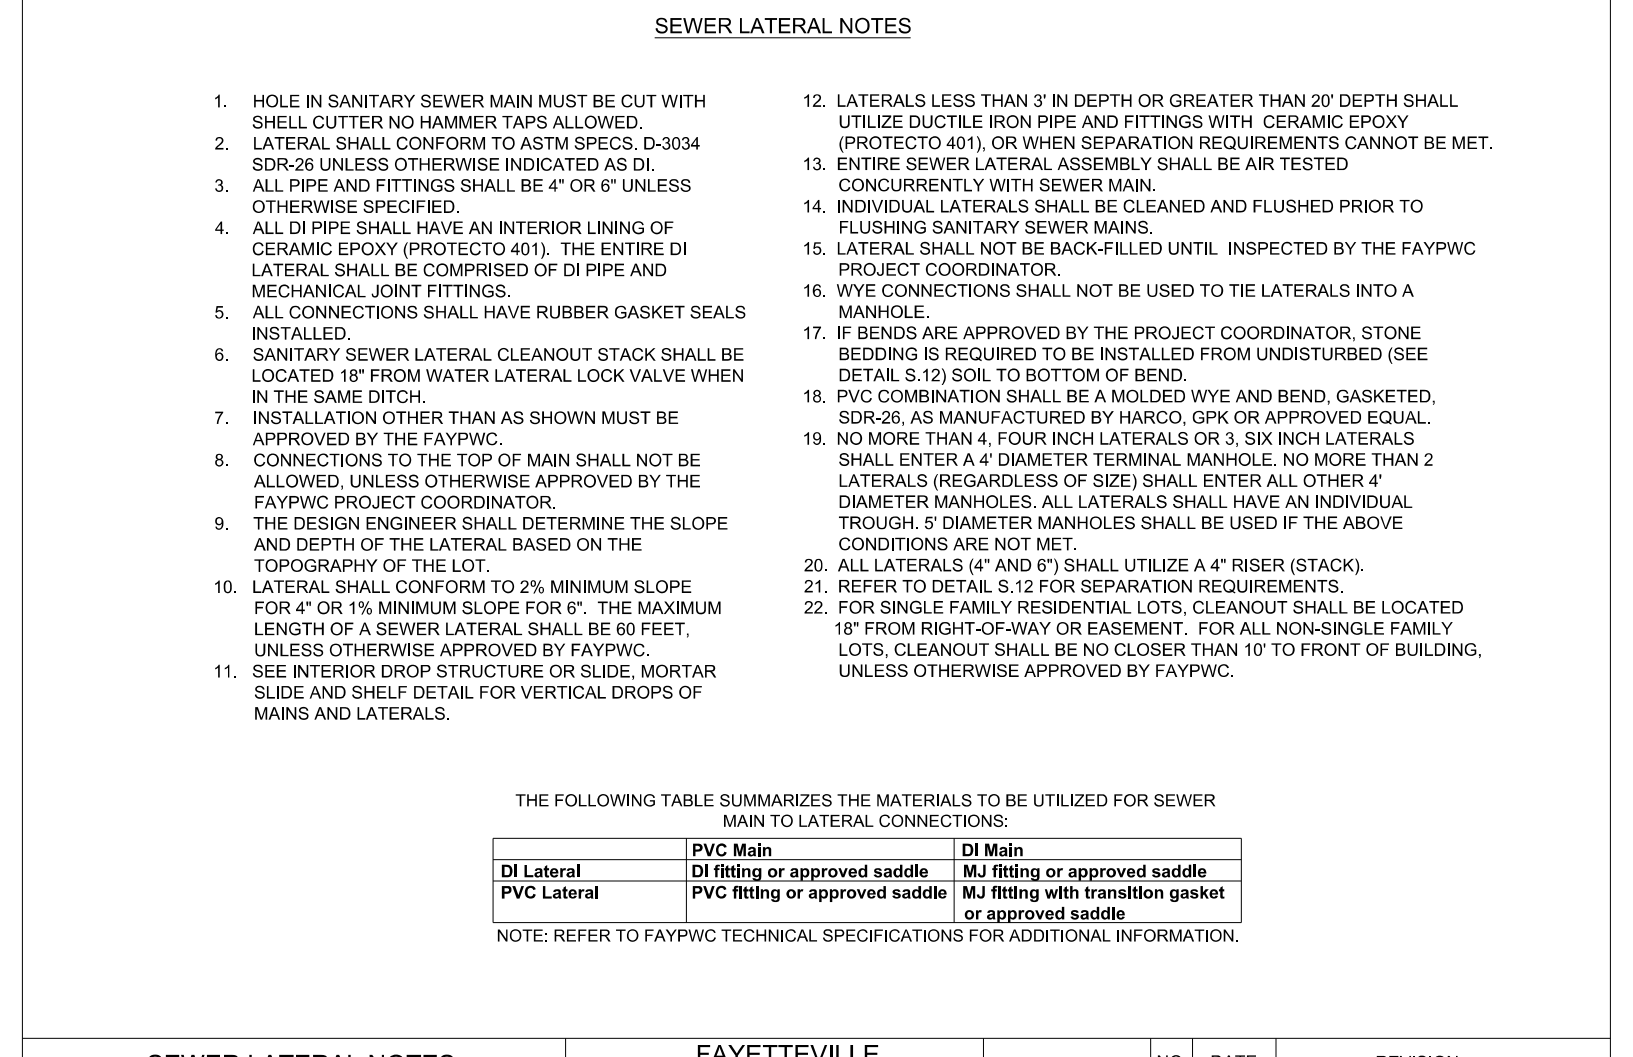 SEWER LATERAL NOTES
1. HOLE IN SANITARY SEWER MAIN MUST BE CUT WITH
SHELL CUTTER NO HAMMER TAPS ALLOWED.
2. LATERAL SHALL CONFORM TO ASTM SPECS. D-3034
SDR-26 UNLESS OTHERWISE INDICATED AS DI.
3. ALL PIPE AND FITTINGS SHALL BE 4" OR 6" UNLESS
OTHERWISE SPECIFIED.
4. ALL DI PIPE SHALL HAVE AN INTERIOR LINING OF
CERAMIC EPOXY (PROTECTO 401). THE ENTIRE DI
LATERAL SHALL BE COMPRISED OF DI PIPE AND
MECHANICAL JOINT FITTINGS.
5. ALL CONNECTIONS SHALL HAVE RUBBER GASKET SEALS
INSTALLED.
6. SANITARY SEWER LATERAL CLEANOUT STACK SHALL BE
LOCATED 18" FROM WATER LATERAL LOCK VALVE WHEN
IN THE SAME DITCH.
7. INSTALLATION OTHER THAN AS SHOWN MUST BE
APPROVED BY THE FAYPWC.
8. CONNECTIONS TO THE TOP OF MAIN SHALL NOT BE
ALLOWED, UNLESS OTHERWISE APPROVED BY THE
FAYPWC PROJECT COORDINATOR.
9. THE DESIGN ENGINEER SHALL DETERMINE THE SLOPE
AND DEPTH OF THE LATERAL BASED ON THE
TOPOGRAPHY OF THE LOT.
10. LATERAL SHALL CONFORM TO 2% MINIMUM SLOPE
FOR 4" OR 1% MINIMUM SLOPE FOR 6". THE MAXIMUM
LENGTH OF A SEWER LATERAL SHALL BE 60 FEET,
UNLESS OTHERWISE APPROVED BY FAYPWC.
11. SEE INTERIOR DROP STRUCTURE OR SLIDE, MORTAR
SLIDE AND SHELF DETAIL FOR VERTICAL DROPS OF
MAINS AND LATERALS.
12. LATERALS LESS THAN 3' IN DEPTH OR GREATER THAN 20' DEPTH SHALL
UTILIZE DUCTILE IRON PIPE AND FITTINGS WITH CERAMIC EPOXY
(PROTECTO 401), OR WHEN SEPARATION REQUIREMENTS CANNOT BE MET.
13. ENTIRE SEWER LATERAL ASSEMBLY SHALL BE AIR TESTED
CONCURRENTLY WITH SEWER MAIN.
14. INDIVIDUAL LATERALS SHALL BE CLEANED AND FLUSHED PRIOR TO
FLUSHING SANITARY SEWER MAINS.
15. LATERAL SHALL NOT BE BACK-FILLED UNTIL INSPECTED BY THE FAYPWC
PROJECT COORDINATOR.
16. WYE CONNECTIONS SHALL NOT BE USED TO TIE LATERALS INTO A
MANHOLE.
17. IF BENDS ARE APPROVED BY THE PROJECT COORDINATOR, STONE
BEDDING IS REQUIRED TO BE INSTALLED FROM UNDISTURBED (SEE
DETAIL S.12) SOIL TO BOTTOM OF BEND.
18. PVC COMBINATION SHALL BE A MOLDED WYE AND BEND, GASKETED,
SDR-26, AS MANUFACTURED BY HARCO, GPK OR APPROVED EQUAL.
19. NO MORE THAN 4, FOUR INCH LATERALS OR 3, SIX INCH LATERALS
SHALL ENTER A 4' DIAMETER TERMINAL MANHOLE. NO MORE THAN 2
LATERALS (REGARDLESS OF SIZE) SHALL ENTER ALL OTHER 4'
DIAMETER MANHOLES. ALL LATERALS SHALL HAVE AN INDIVIDUAL
TROUGH. 5' DIAMETER MANHOLES SHALL BE USED IF THE ABOVE
CONDITIONS ARE NOT MET.
20. ALL LATERALS (4" AND 6") SHALL UTILIZE A 4" RISER (STACK).
21. REFER TO DETAIL S.12 FOR SEPARATION REQUIREMENTS.
22. FOR SINGLE FAMILY RESIDENTIAL LOTS, CLEANOUT SHALL BE LOCATED
18" FROM RIGHT-OF-WAY OR EASEMENT. FOR ALL NON-SINGLE FAMILY
LOTS, CLEANOUT SHALL BE NO CLOSER THAN 10' TO FRONT OF BUILDING,
UNLESS OTHERWISE APPROVED BY FAYPWC.
THE FOLLOWING TABLE SUMMARIZES THE MATERIALS TO BE UTILIZED FOR SEWER
MAIN TO LATERAL CONNECTIONS:
PVC Main DI Main
DI Lateral DI fitting or approved saddle MJ fitting or approved saddle
PVC Lateral PVC fitting or approved saddle MJ fitting with transition gasket
or approved saddle
NOTE: REFER TO FAYPWC TECHNICAL SPECIFICATIONS FOR ADDITIONAL INFORMATION.
SEWER LATERAL NOTES FAYETTEVILLE NO. DATE REVISION